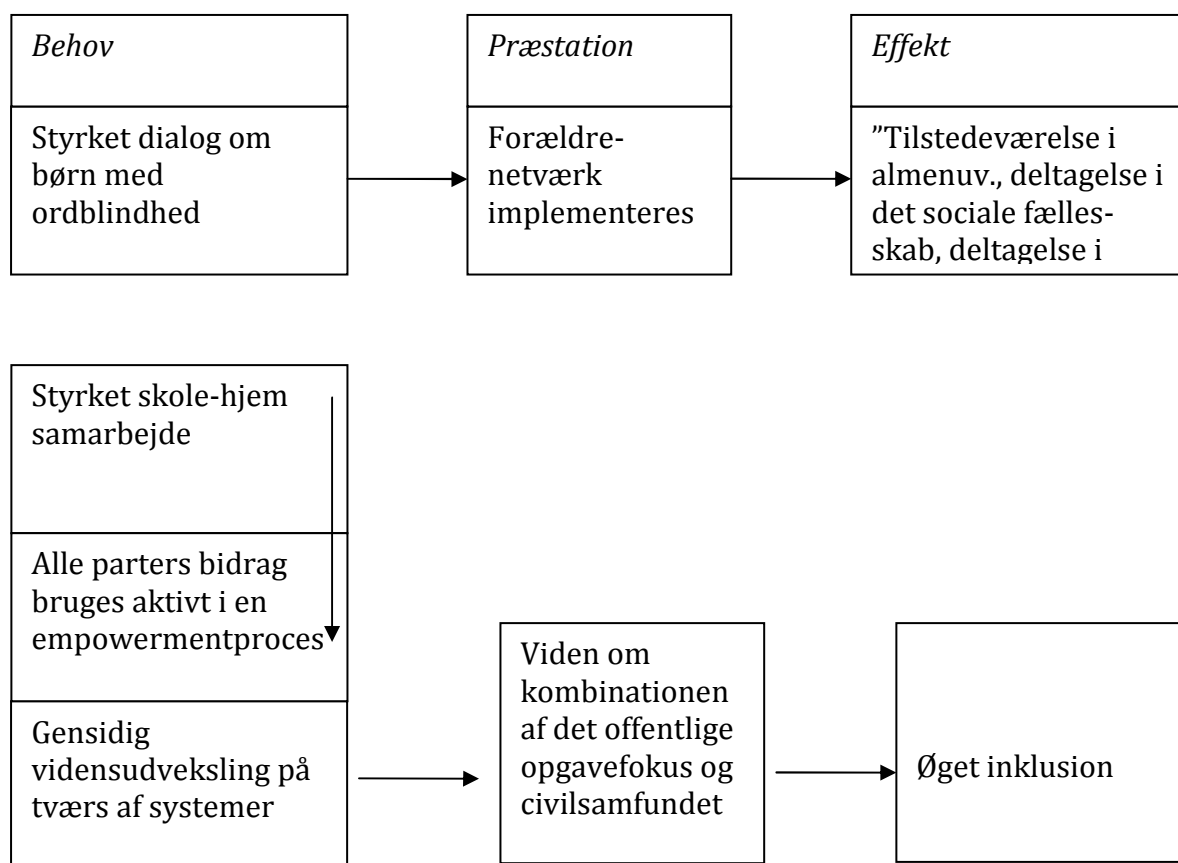 Behov
Præstation
Effekt
Styrket dialog om
børn med
ordblindhed
Forældre-
netværk
implementeres
”Tilstedeværelse i
almenuv., deltagelse i
det sociale fælles-
skab, deltagelse i
Styrket skole-hjem
samarbejde
Alle parters bidrag
bruges aktivt i en
empowermentproces
Gensidig
vidensudveksling på
tværs af systemer
Viden om
kombinationen
af det offentlige
opgavefokus og
civilsamfundet
Øget inklusion